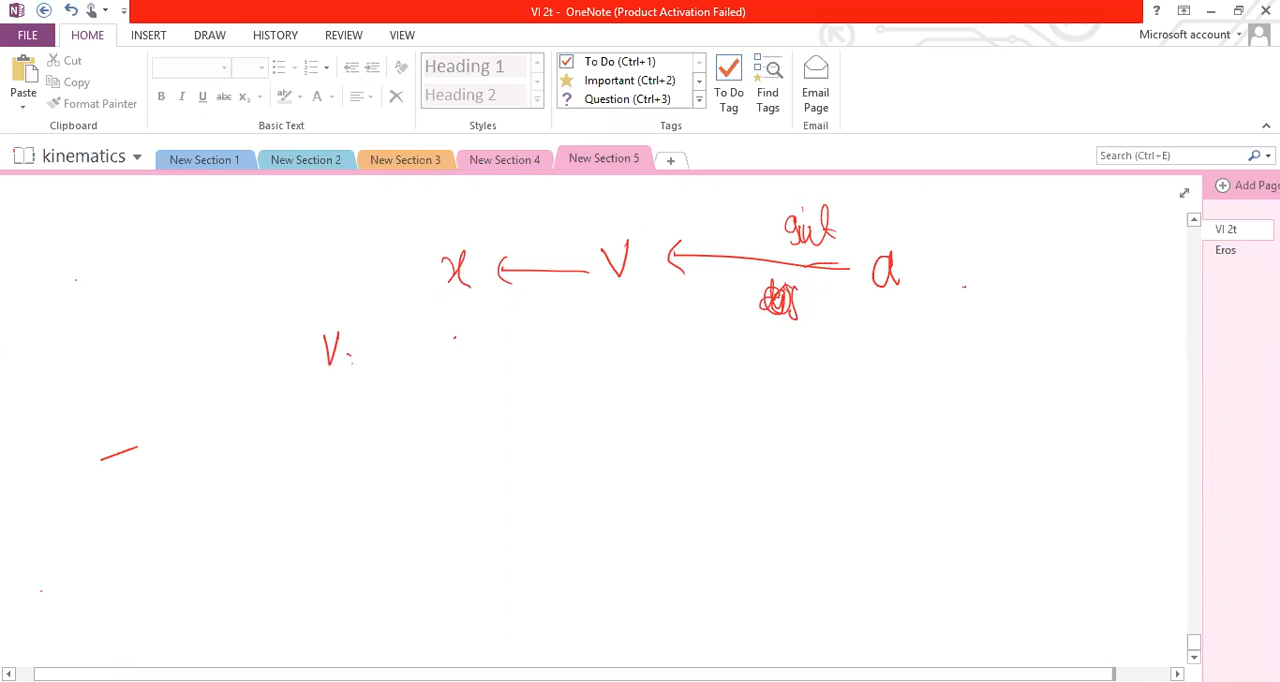 VI 2t - OneNote (Product Activation Failed)
FILE HOME INSERT DRAW HISTORY REVIEW VIEW
Microsoft account
Paste
Cut
Copy
Format Painter
Clipboard
B I U abc X₂ A
Basic Text
Heading 1
Heading 2
Styles
To Do (Ctrl+1)
Important (Ctrl+2)
Question (Ctrl+3)
Tags
To Do Tag
Find Tags
Email Page
Email
kinematics
New Section 1 New Section 2 New Section 3 New Section 4 New Section 5
Search (Ctrl+E)
Add Page
VI 2t
Eros
x ← V ← a
V